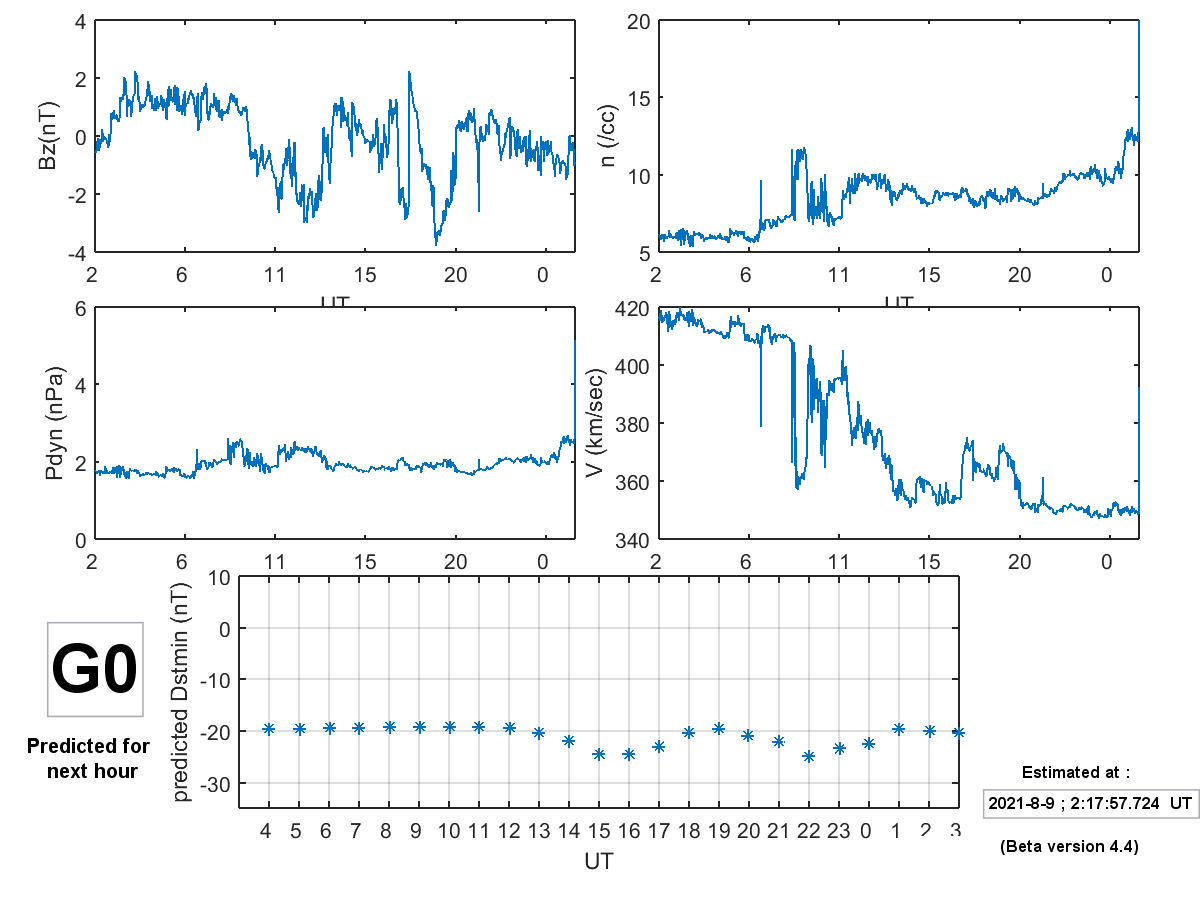 4
2
0
-2
-4
Bz(nT)
2 6 11 15 20 0
UT
20
15
10
5
n (/cc)
2 6 11 15 20 0
UT
6
4
2
0
Pdyn (nPa)
2 6 11 15 20 0
420
400
380
360
340
V (km/sec)
2 6 11 15 20 0
10
0
-10
-20
-30
predicted Dstmin (nT)
4 5 6 7 8 9 10 11 12 13 14 15 16 17 18 19 20 21 22 23 0 1 2 3
UT
G0
Predicted for
next hour
Estimated at :
2021-8-9 ; 2:17:57.724 UT
(Beta version 4.4)